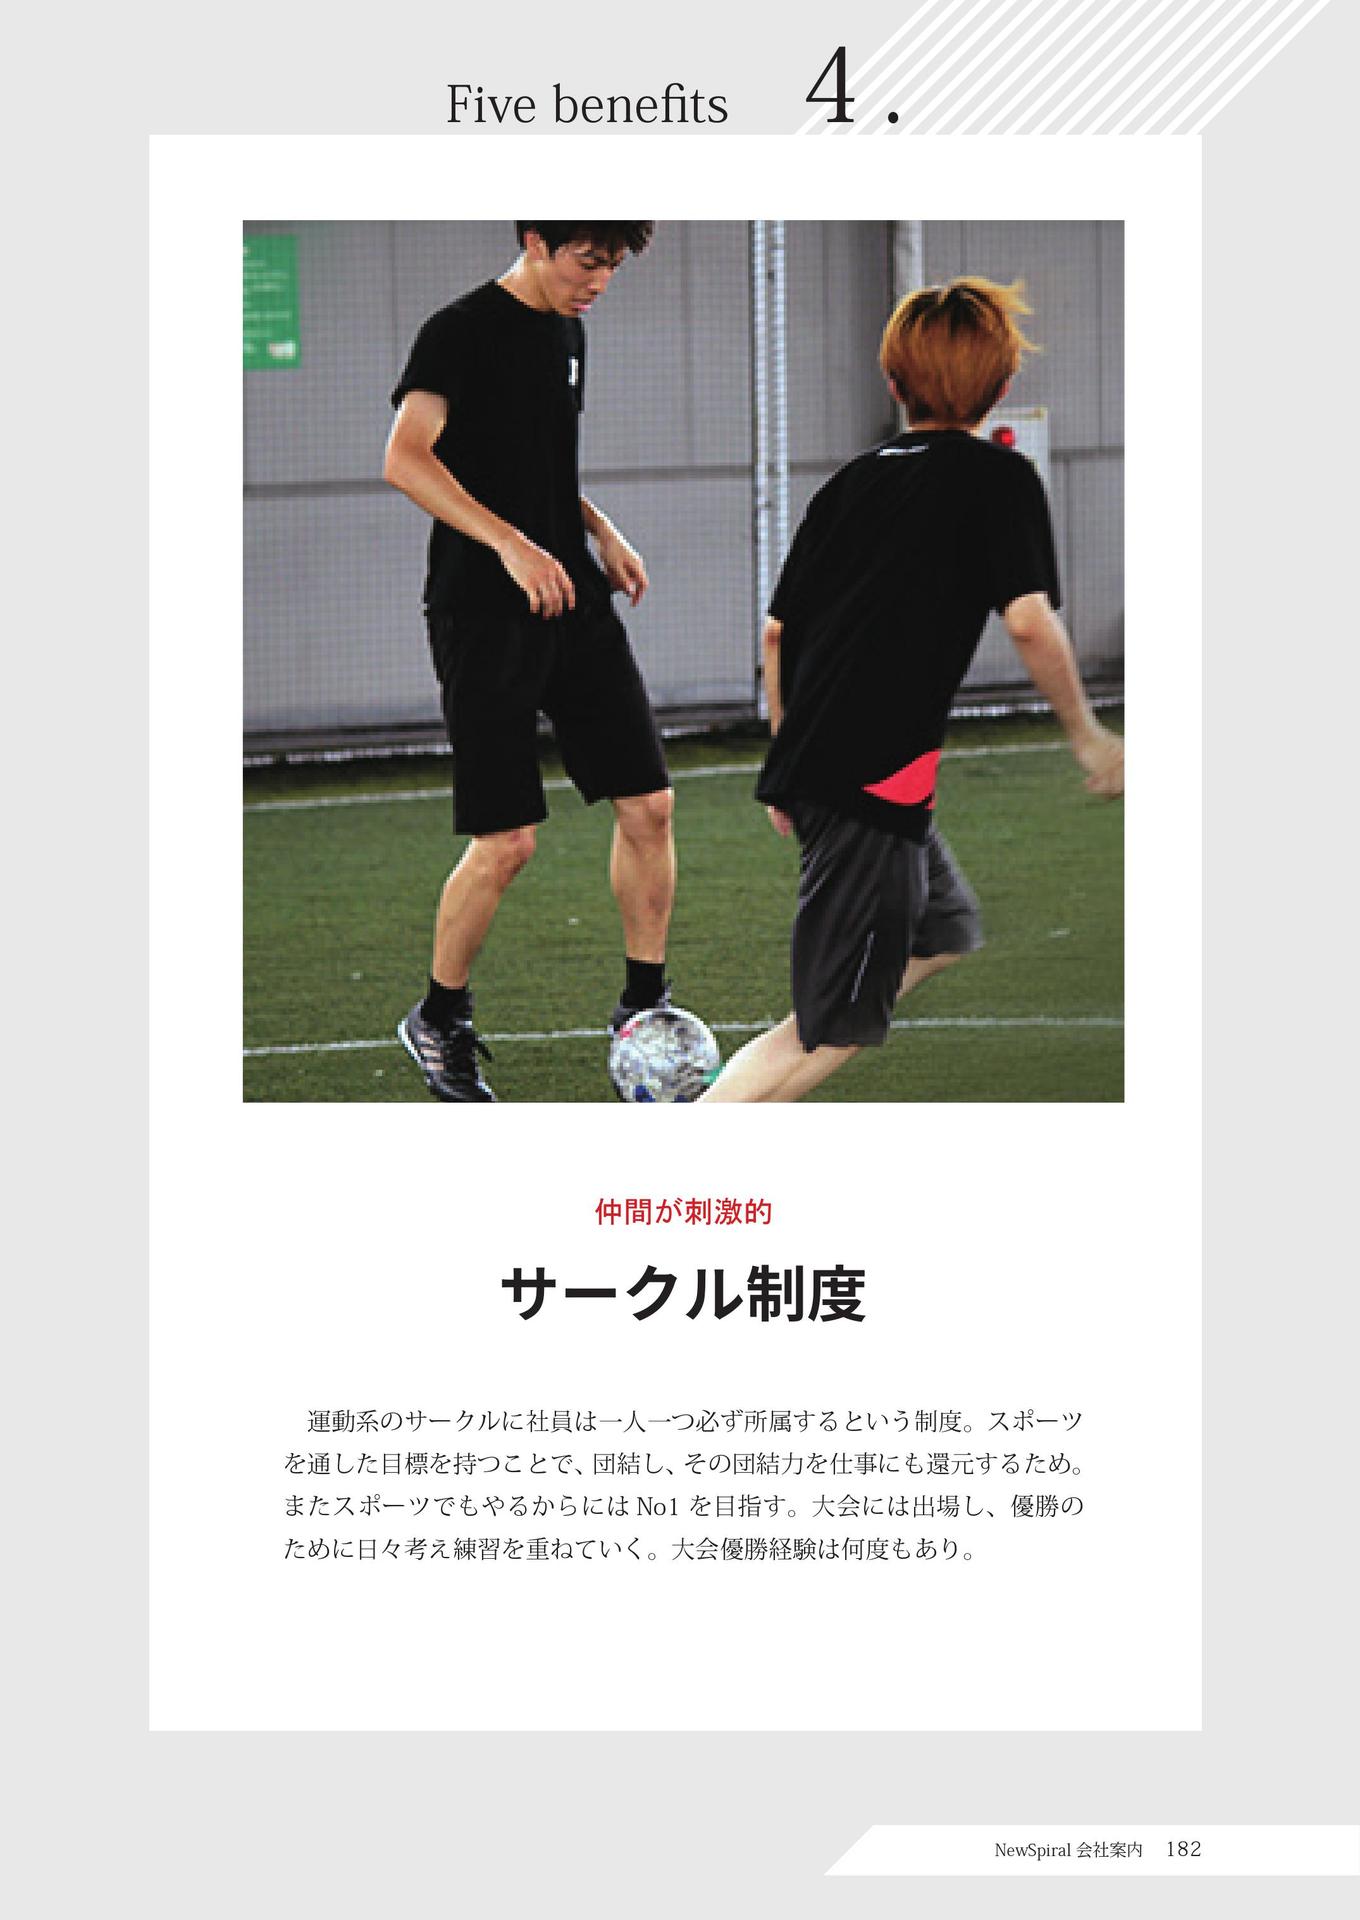 Five benefits 4 .
仲間が刺激的
サークル制度
運動系のサークルに社員は一人一つ必ず所属するという制度。スポーツ
を通した目標を持つことで、団結し、その団結力を仕事にも還元するため。
またスポーツでもやるからには No1 を目指す。大会には出場し、優勝の
ために日々考え練習を重ねていく。大会優勝経験は何度もあり。
NewSpiral 会社案内 182